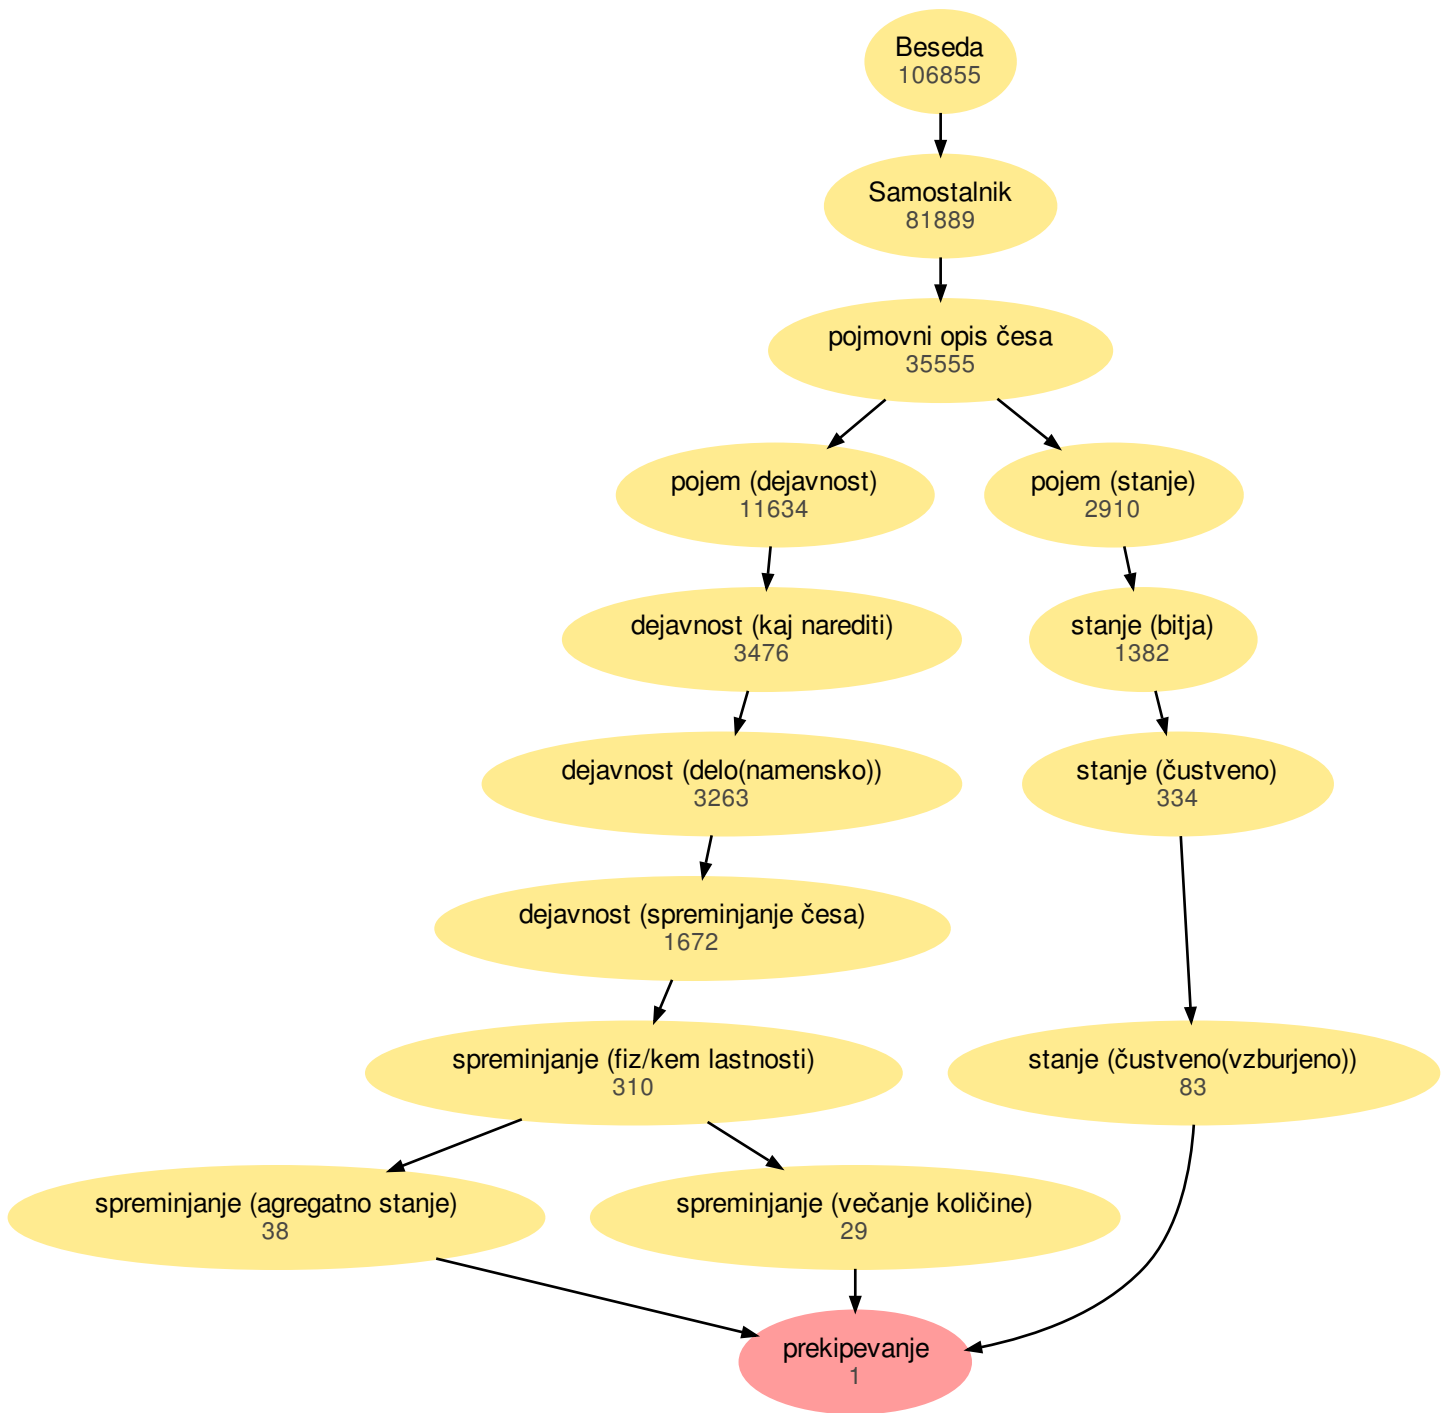 Beseda
106855
Samostalnik
81889
pojmovni opis česa
35555
pojem (dejavnost)
11634
pojem (stanje)
2910
dejavnost (kaj narediti)
3476
stanje (bitja)
1382
dejavnost (delo(namensko))
3263
stanje (čustveno)
334
dejavnost (spreminjanje česa)
1672
spreminjanje (fiz/kem lastnosti)
310
stanje (čustveno(vzburjeno))
83
spreminjanje (agregatno stanje)
38
spreminjanje (večanje količine)
29
prekipevanje
1